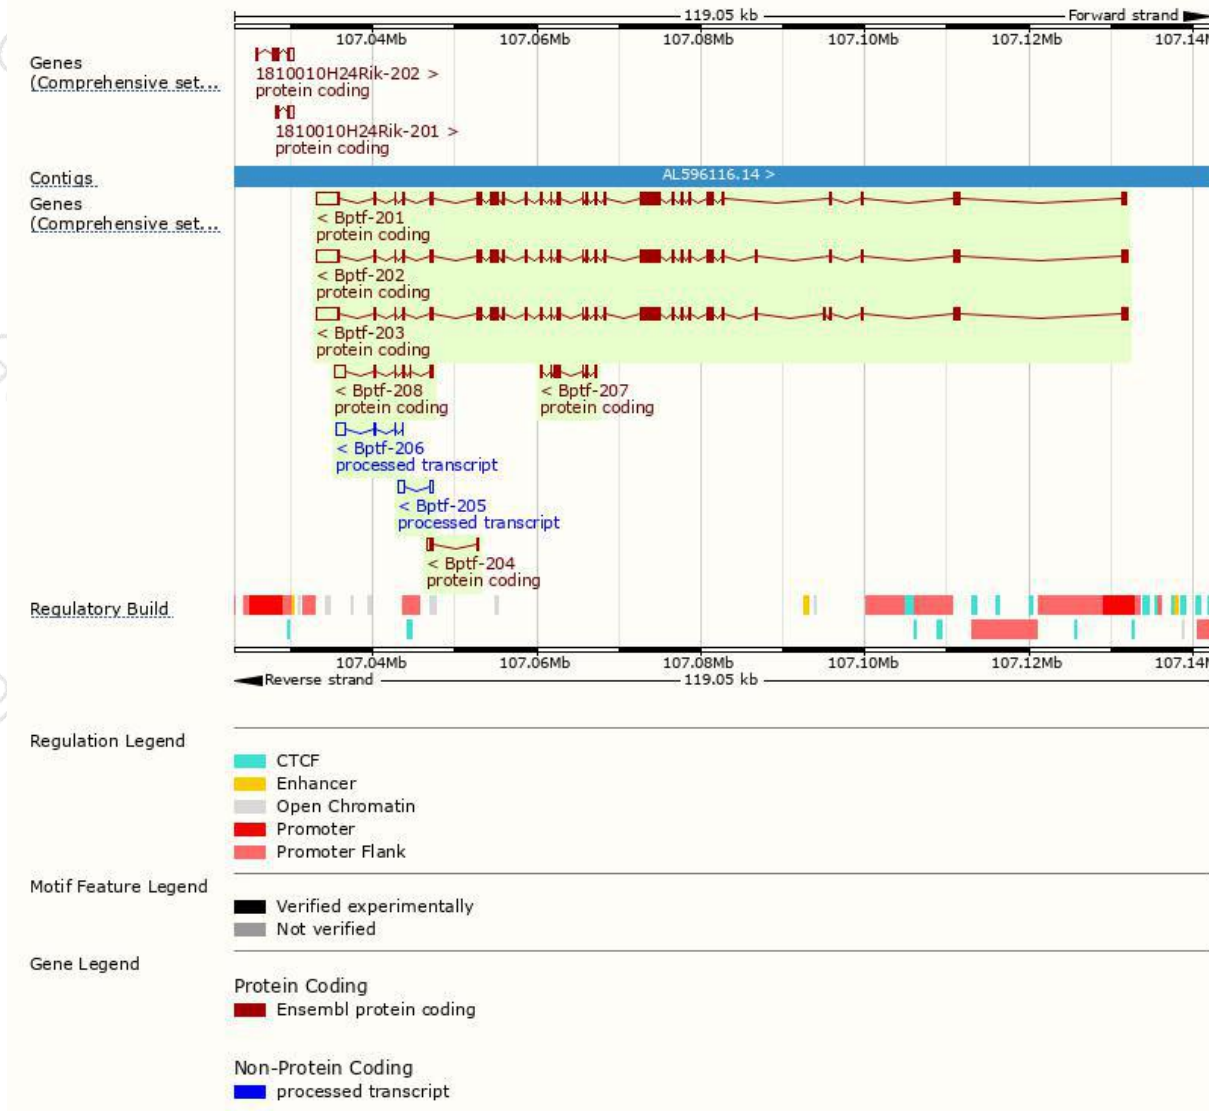 119.05 kb
Forward strand
107.04Mb 107.06Mb 107.08Mb 107.10Mb 107.12Mb 107.14
Genes
(Comprehensive set...
1810010H24Rik-202 >
protein coding
1810010H24Rik-201 >
protein coding
Contigs
AL596116.14 >
Genes
(Comprehensive set...
< Bptf-201
protein coding
< Bptf-202
protein coding
< Bptf-203
protein coding
< Bptf-208
protein coding
< Bptf-207
protein coding
< Bptf-206
processed transcript
< Bptf-205
processed transcript
< Bptf-204
protein coding
Regulatory Build
107.04Mb 107.06Mb 107.08Mb 107.10Mb 107.12Mb 107.14
Reverse strand
119.05 kb
Regulation Legend
CTCF
Enhancer
Open Chromatin
Promoter
Promoter Flank
Motif Feature Legend
Verified experimentally
Not verified
Gene Legend
Protein Coding
Ensembl protein coding
Non-Protein Coding
processed transcript